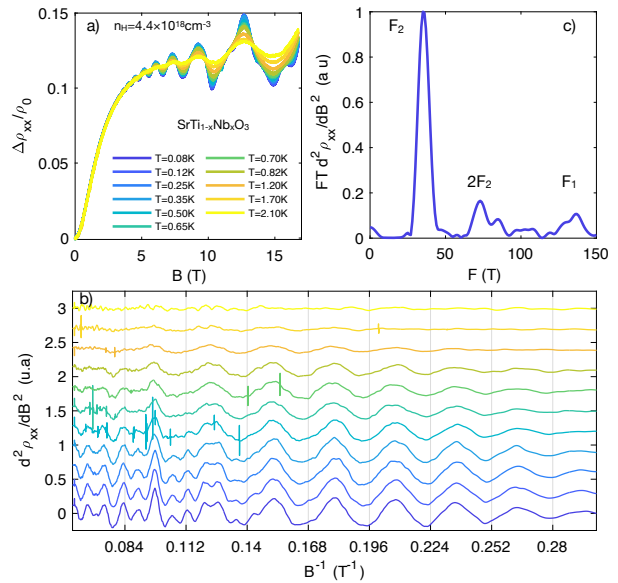 a)
n_H=4.4×10^18cm^-3
SrTi_1-xNb_xO_3
T=0.08K
T=0.12K
T=0.25K
T=0.35K
T=0.50K
T=0.65K
T=0.70K
T=0.82K
T=1.20K
T=1.70K
T=2.10K
0.15
0.1
0.05
0
Δρ_xx/ρ_0
0 5 10 15
B (T)
c)
F_2
2F_2
F_1
1
0.8
0.6
0.4
0.2
0
FT d^2ρ_xx/dB^2 (a u)
0 50 100 150
F (T)
b)
3
2.5
2
1.5
1
0.5
0
d^2ρ_xx/dB^2 (u.a)
0.084 0.112 0.14 0.168 0.196 0.224 0.252 0.28
B^-1 (T^-1)